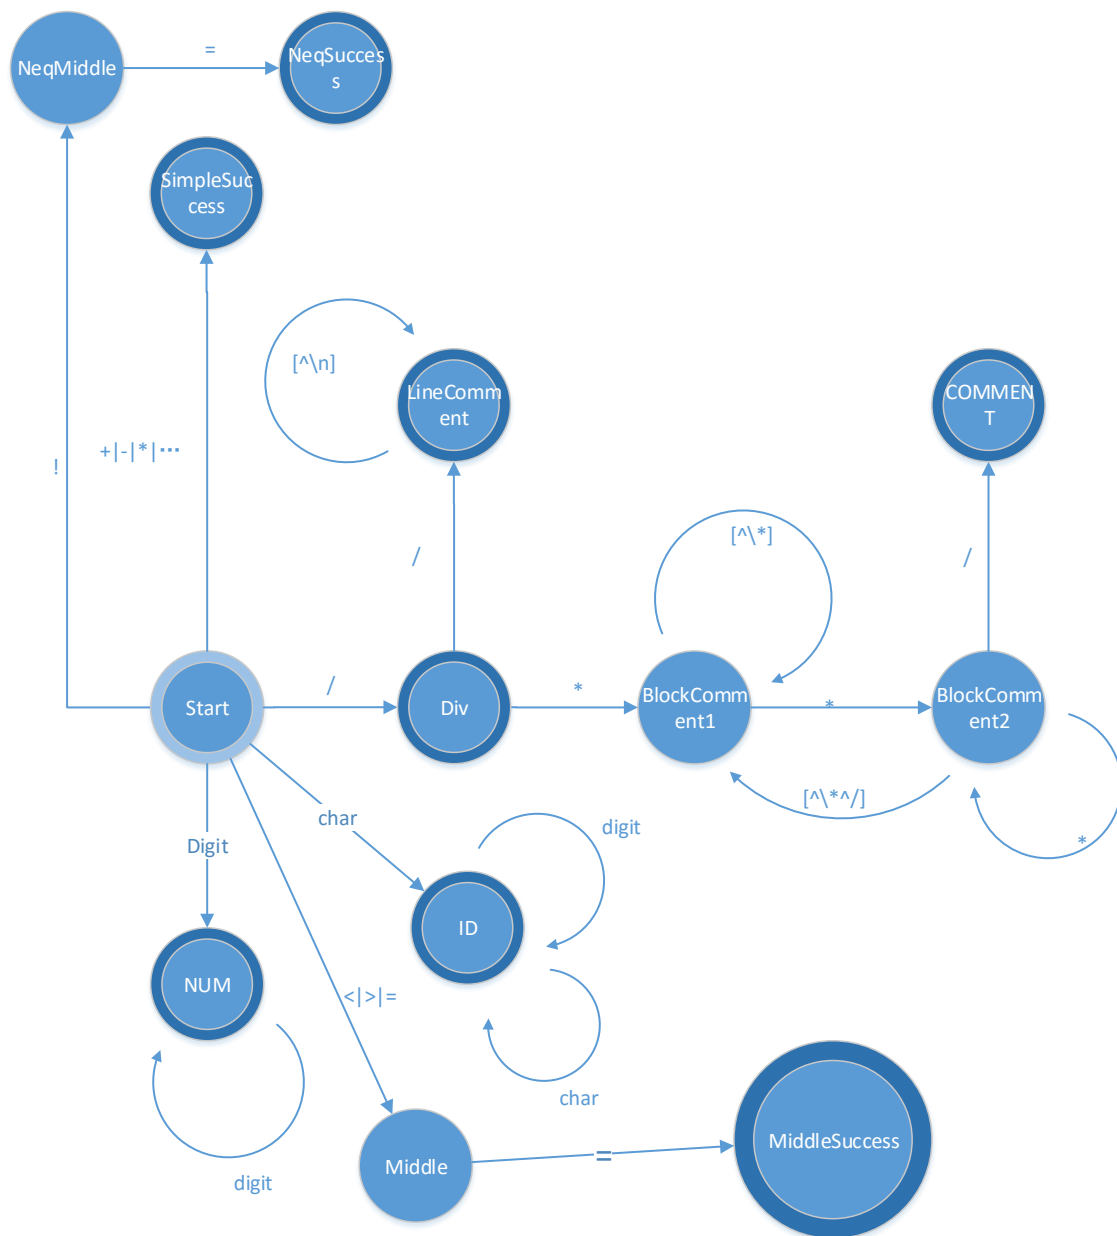 =
NeqMiddle
NeqSucces
s
SimpleSuc
cess
[^\n]
LineComm
ent
COMMEN
T
+|-|*|···
!
[^\*]
/
/
/
*
*
Start
Div
BlockComm
ent1
BlockComm
ent2
[^\*^/]
char
digit
*
Digit
ID
NUM
<|>|=
char
MiddleSuccess
=
Middle
digit